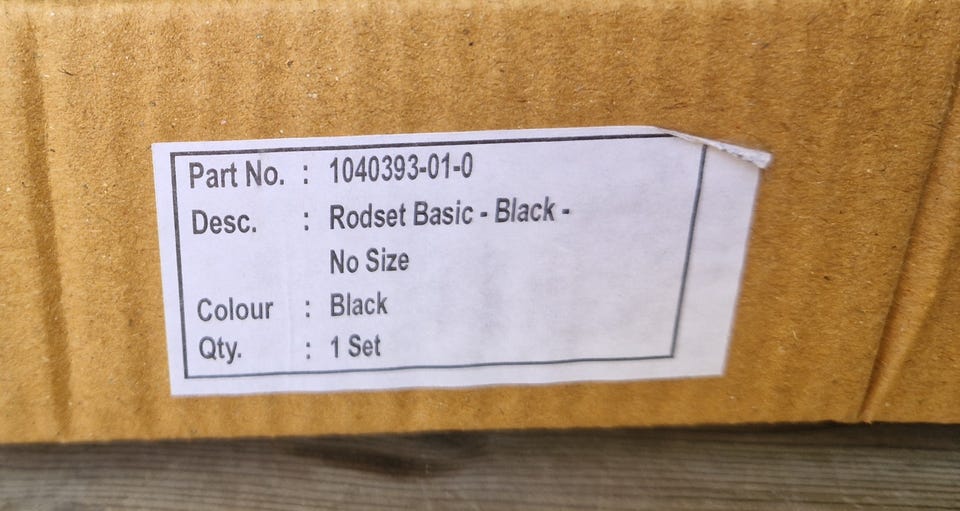 Part No. : 1040393-01-0
Desc. : Rodset Basic - Black -
No Size
Colour : Black
Qty. : 1 Set